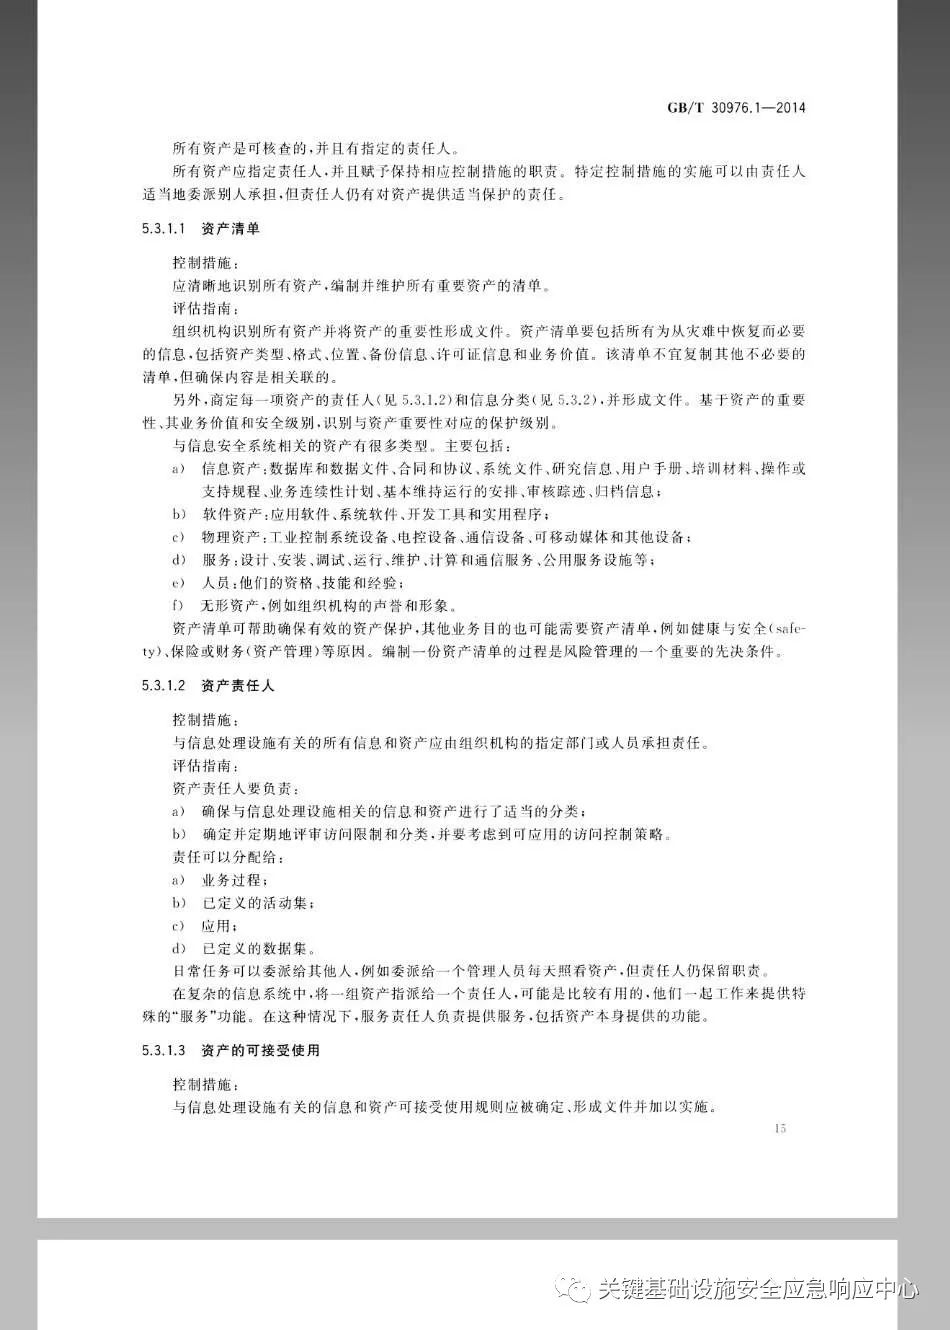 GB/T 30976.1—2014
所有资产是可核查的,并且有指定的责任人。
所有资产应指定责任人,并且赋予保持相应控制措施的职责。特定控制措施的实施可以由责任人
适当地委派别人承担,但责任人仍有对资产提供适当保护的责任。
5.3.1.1 资产清单
控制措施:
应清晰地识别所有资产,编制并维护所有重要资产的清单。
评估指南:
组织机构识别所有资产并将资产的重要性形成文件。资产清单要包括所有为从灾难中恢复而必要
的信息,包括资产类型、格式、位置、备份信息、许可证信息和业务价值。该清单不宜复制其他不必要的
清单,但确保内容是相关联的。
另外,商定每一项资产的责任人(见 5.3.1.2)和信息分类(见 5.3.2),并形成文件。基于资产的重要
性、其业务价值和安全级别,识别与资产重要性对应的保护级别。
与信息安全系统相关的资产有很多类型。主要包括:
a) 信息资产:数据库和数据文件、合同和协议、系统文件、研究信息、用户手册、培训材料、操作或
支持规程、业务连续性计划、基本维持运行的安排、审核踪迹、归档信息;
b) 软件资产:应用软件、系统软件、开发工具和实用程序;
c) 物理资产:工业控制系统设备、电控设备、通信设备、可移动媒体和其他设备;
d) 服务:设计、安装、调试、运行、维护、计算和通信服务、公用服务设施等;
e) 人员:他们的资格、技能和经验;
f) 无形资产,例如组织机构的声誉和形象。
资产清单可帮助确保有效的资产保护,其他业务目的也可能需要资产清单,例如健康与安全(safe-
ty)、保险或财务(资产管理)等原因。编制一份资产清单的过程是风险管理的一个重要的先决条件。
5.3.1.2 资产责任人
控制措施:
与信息处理设施有关的所有信息和资产应由组织机构的指定部门或人员承担责任。
评估指南:
资产责任人要负责:
a) 确保与信息处理设施相关的信息和资产进行了适当的分类;
b) 确定并定期地评审访问限制和分类,并要考虑到可应用的访问控制策略。
责任可以分配给:
a) 业务过程;
b) 已定义的活动集;
c) 应用;
d) 已定义的数据集。
日常任务可以委派给其他人,例如委派给一个管理人员每天照看资产,但责任人仍保留职责。
在复杂的信息系统中,将一组资产指派给一个责任人,可能是比较有用的,他们一起工作来提供特
殊的“服务”功能。在这种情况下,服务责任人负责提供服务,包括资产本身提供的功能。
5.3.1.3 资产的可接受使用
控制措施:
与信息处理设施有关的信息和资产可接受使用规则应被确定、形成文件并加以实施。
15
关键基础设施安全应急响应中心